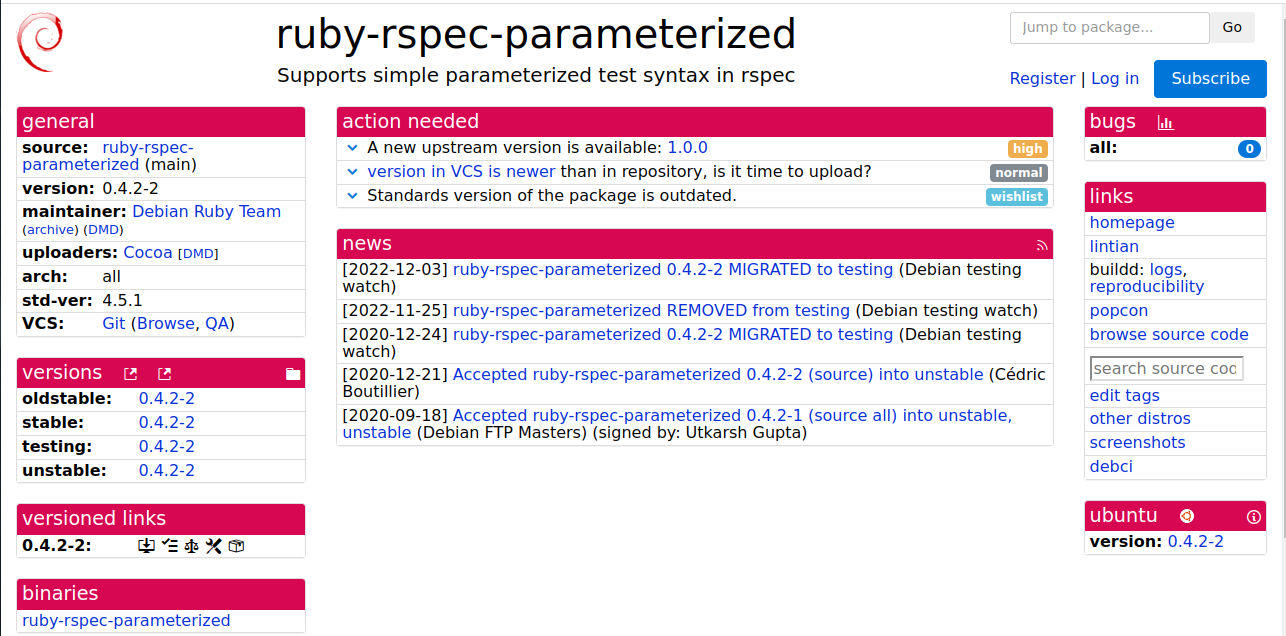 ruby-rspec-parameterized
Supports simple parameterized test syntax in rspec
Jump to package...
Go
Register | Log in
Subscribe
general
source: ruby-rspec-
parameterized (main)
version: 0.4.2-2
maintainer: Debian Ruby Team
(archive) (DMD)
uploaders: Cocoa [DMD]
arch: all
std-ver: 4.5.1
VCS: Git (Browse, QA)
versions
oldstable: 0.4.2-2
stable: 0.4.2-2
testing: 0.4.2-2
unstable: 0.4.2-2
versioned links
0.4.2-2:
binaries
ruby-rspec-parameterized
action needed
A new upstream version is available: 1.0.0 high
version in VCS is newer than in repository, is it time to upload? normal
Standards version of the package is outdated. wishlist
news
[2022-12-03] ruby-rspec-parameterized 0.4.2-2 MIGRATED to testing (Debian testing
watch)
[2022-11-25] ruby-rspec-parameterized REMOVED from testing (Debian testing watch)
[2020-12-24] ruby-rspec-parameterized 0.4.2-2 MIGRATED to testing (Debian testing
watch)
[2020-12-21] Accepted ruby-rspec-parameterized 0.4.2-2 (source) into unstable (Cédric
Boutillier)
[2020-09-18] Accepted ruby-rspec-parameterized 0.4.2-1 (source all) into unstable,
unstable (Debian FTP Masters) (signed by: Utkarsh Gupta)
bugs
all: 0
links
homepage
lintian
buildd: logs,
reproducibility
popcon
browse source code
search source cod
edit tags
other distros
screenshots
debci
ubuntu
version: 0.4.2-2